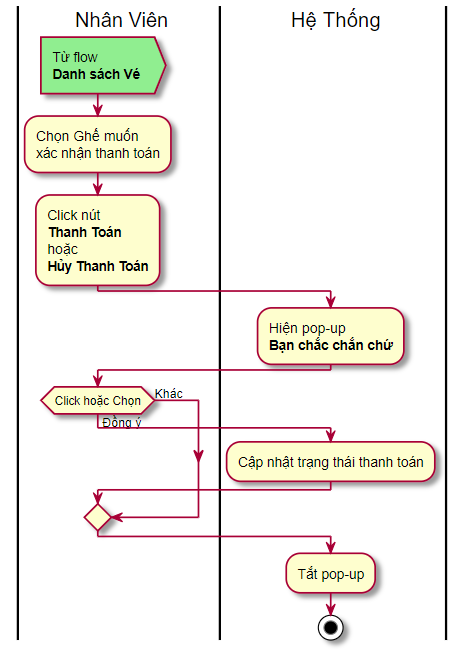 Nhân Viên
Hệ Thống
Từ flow
Danh sách Vé
Chọn Ghế muốn
xác nhận thanh toán
Click nút
Thanh Toán
hoặc
Hủy Thanh Toán
Hiện pop-up
Bạn chắc chắn chứ
Click hoặc Chọn
Khác
Đồng ý
Cập nhật trạng thái thanh toán
Tắt pop-up